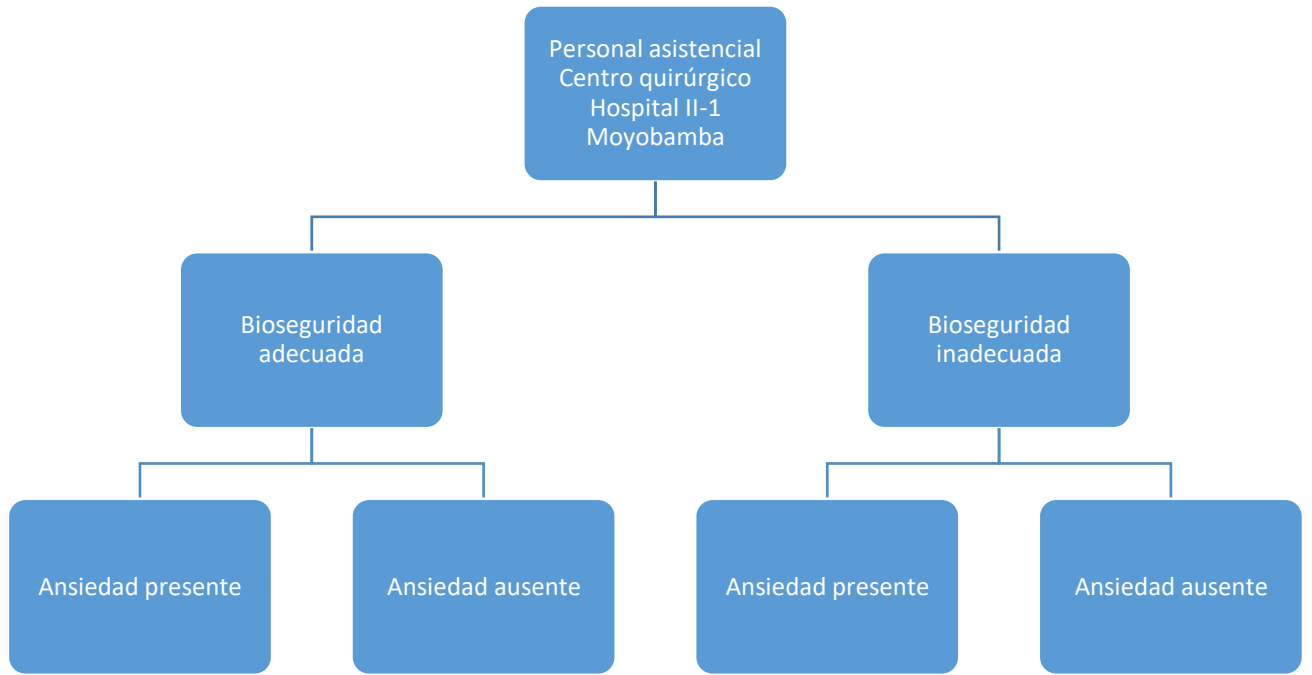 Personal asistencial
Centro quirúrgico
Hospital II-1
Moyobamba
Bioseguridad
adecuada
Bioseguridad
inadecuada
Ansiedad presente
Ansiedad ausente
Ansiedad presente
Ansiedad ausente